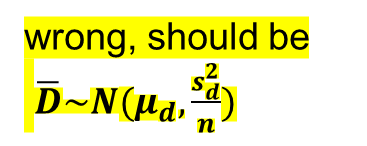 wrong, should be
D̅~N(μ_d, s_d^2/n)